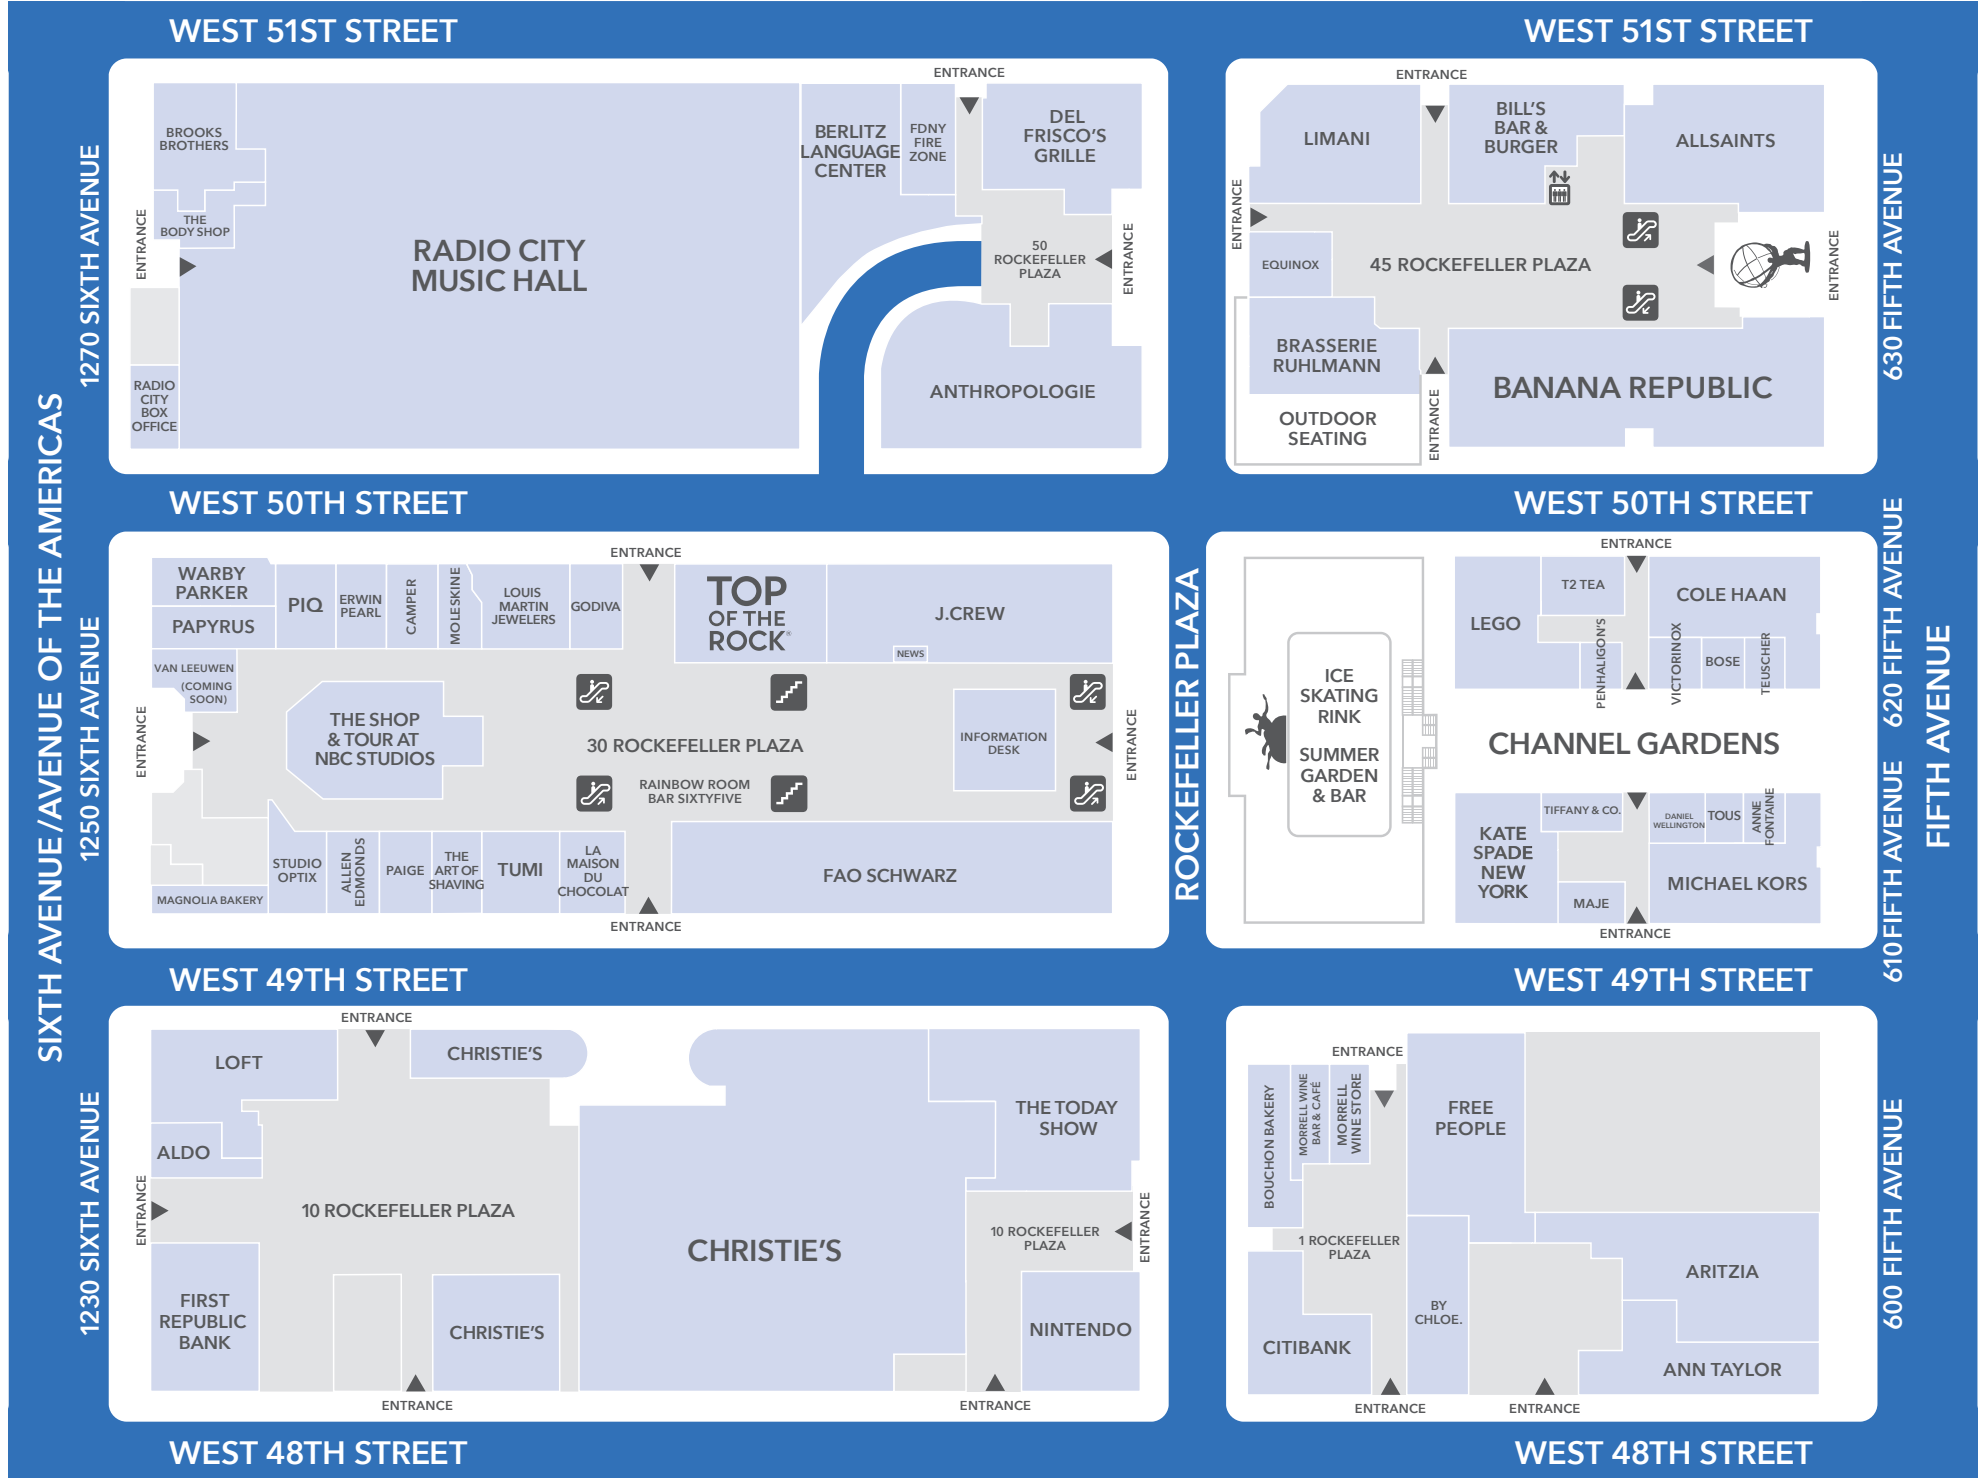 WEST 51ST STREET
WEST 51ST STREET
SIXTH AVENUE/AVENUE OF THE AMERICAS
1270 SIXTH AVENUE
BROOKS
BROTHERS
THE
BODY SHOP
ENTRANCE
RADIO
CITY
BOX
OFFICE
RADIO CITY
MUSIC HALL
BERLITZ
LANGUAGE
CENTER
FDNY
FIRE
ZONE
ENTRANCE
DEL
FRISCO'S
GRILLE
50
ROCKEFELLER
PLAZA
ENTRANCE
ANTHROPOLOGIE
ENTRANCE
LIMANI
BILL'S
BAR &
BURGER
ALLSAINTS
ENTRANCE
EQUINOX
45 ROCKEFELLER PLAZA
ENTRANCE
BRASSERIE
RUHLMANN
OUTDOOR
SEATING
ENTRANCE
BANANA REPUBLIC
630 FIFTH AVENUE
WEST 50TH STREET
WEST 50TH STREET
1250 SIXTH AVENUE
WARBY
PARKER
PAPYRUS
VAN LEEUWEN
(COMING
SOON)
PIQ
ERWIN
PEARL
CAMPER
MOLESKINE
LOUIS
MARTIN
JEWELERS
GODIVA
ENTRANCE
TOP
OF THE
ROCK®
J.CREW
NEWS
ENTRANCE
THE SHOP
& TOUR AT
NBC STUDIOS
30 ROCKEFELLER PLAZA
RAINBOW ROOM
BAR SIXTYFIVE
INFORMATION
DESK
ENTRANCE
MAGNOLIA BAKERY
STUDIO
OPTIX
ALLEN
EDMONDS
PAIGE
THE
ART OF
SHAVING
TUMI
LA
MAISON
DU
CHOCOLAT
ENTRANCE
FAO SCHWARZ
ROCKEFELLER PLAZA
ICE
SKATING
RINK
SUMMER
GARDEN
& BAR
ENTRANCE
LEGO
T2 TEA
PENHALIGON'S
COLE HAAN
VICTORINOX
BOSE
TEUSCHER
CHANNEL GARDENS
KATE
SPADE
NEW
YORK
TIFFANY & CO.
MAJE
DANIEL
WELLINGTON
TOUS
ANNE
FONTAINE
MICHAEL KORS
ENTRANCE
620 FIFTH AVENUE
610 FIFTH AVENUE
FIFTH AVENUE
WEST 49TH STREET
WEST 49TH STREET
1230 SIXTH AVENUE
ENTRANCE
LOFT
CHRISTIE'S
ALDO
ENTRANCE
10 ROCKEFELLER PLAZA
FIRST
REPUBLIC
BANK
CHRISTIE'S
ENTRANCE
CHRISTIE'S
THE TODAY
SHOW
10 ROCKEFELLER
PLAZA
ENTRANCE
NINTENDO
ENTRANCE
ENTRANCE
BOUCHON BAKERY
MORRELL WINE
BAR & CAFÉ
MORRELL
WINE STORE
FREE
PEOPLE
1 ROCKEFELLER
PLAZA
CITIBANK
BY
CHLOE.
ARITZIA
ANN TAYLOR
ENTRANCE
ENTRANCE
600 FIFTH AVENUE
WEST 48TH STREET
WEST 48TH STREET